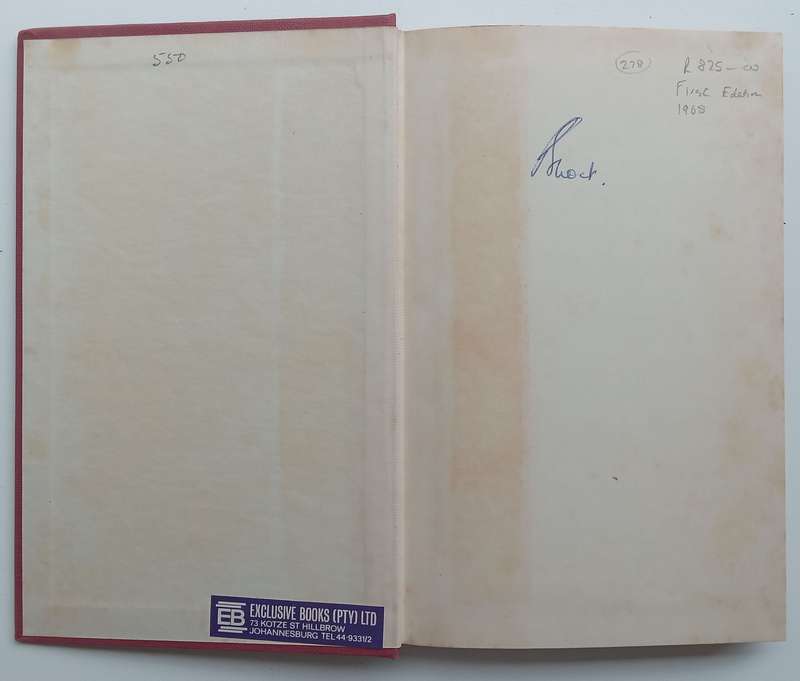 550
278
R 825-00
First Edition
1968
EB
EXCLUSIVE BOOKS (PTY) LTD
73 KOTZE ST HILLBROW
JOHANNESBURG TEL 44-9331/2